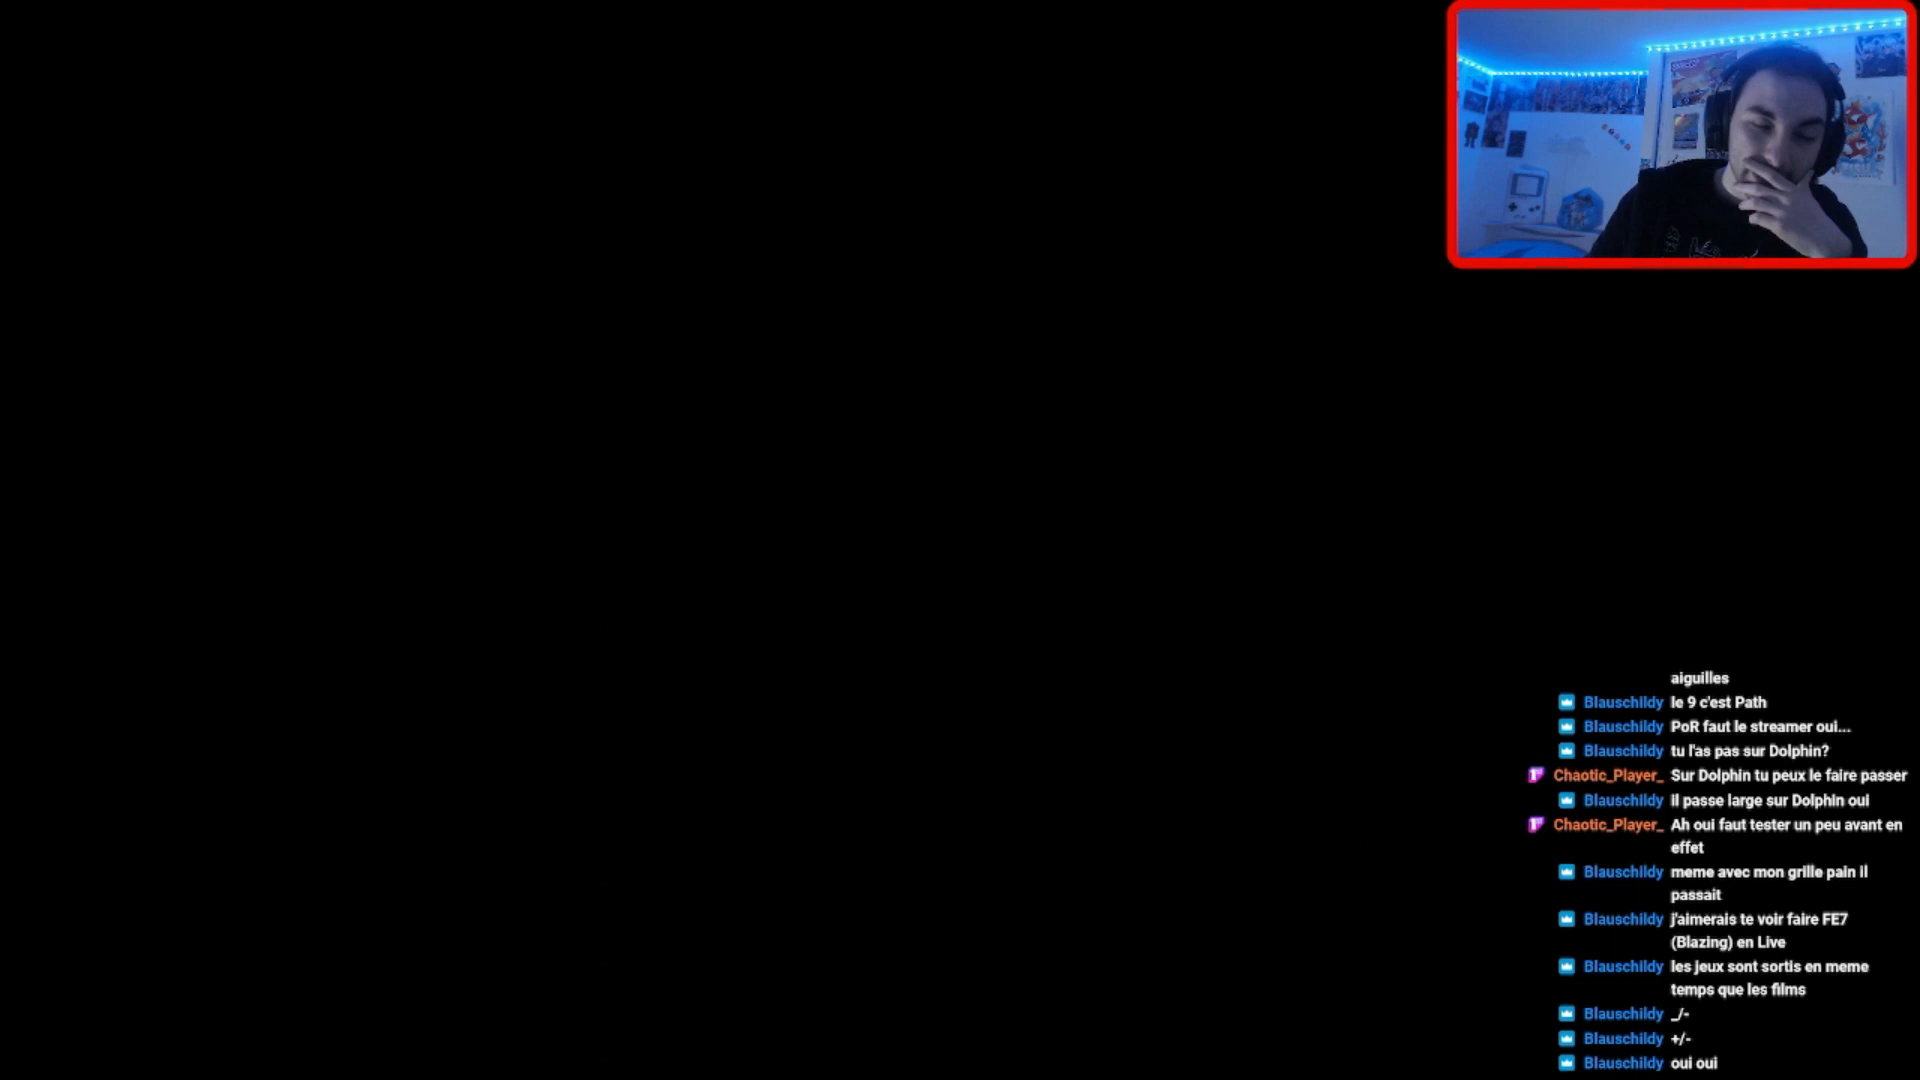 aiguilles
Blauschildy le 9 c'est Path
Blauschildy PoR faut le streamer oui...
Blauschildy tu l'as pas sur Dolphin?
Chaotic_Player_ Sur Dolphin tu peux le faire passer
Blauschildy il passe large sur Dolphin oui
Chaotic_Player_ Ah oui faut tester un peu avant en
effet
Blauschildy meme avec mon grille pain il
passait
Blauschildy j'aimerais te voir faire FE7
(Blazing) en Live
Blauschildy les jeux sont sortis en meme
temps que les films
Blauschildy _/-
Blauschildy +/-
Blauschildy oui oui